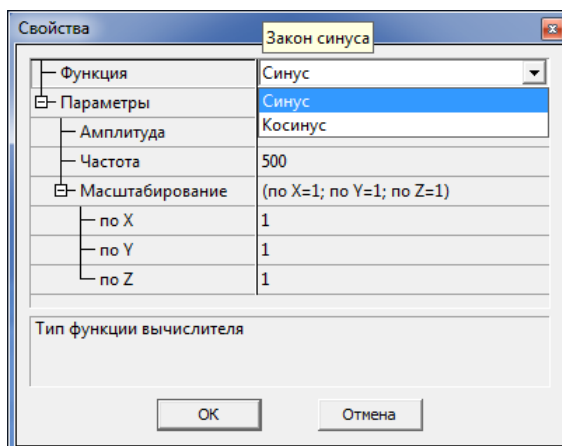 Свойства
Закон синуса
Функция Синус
Параметры Синус
Косинус
Амплитуда
Частота 500
Масштабирование (по X=1; по Y=1; по Z=1)
по X 1
по Y 1
по Z 1
Тип функции вычислителя
OK Отмена